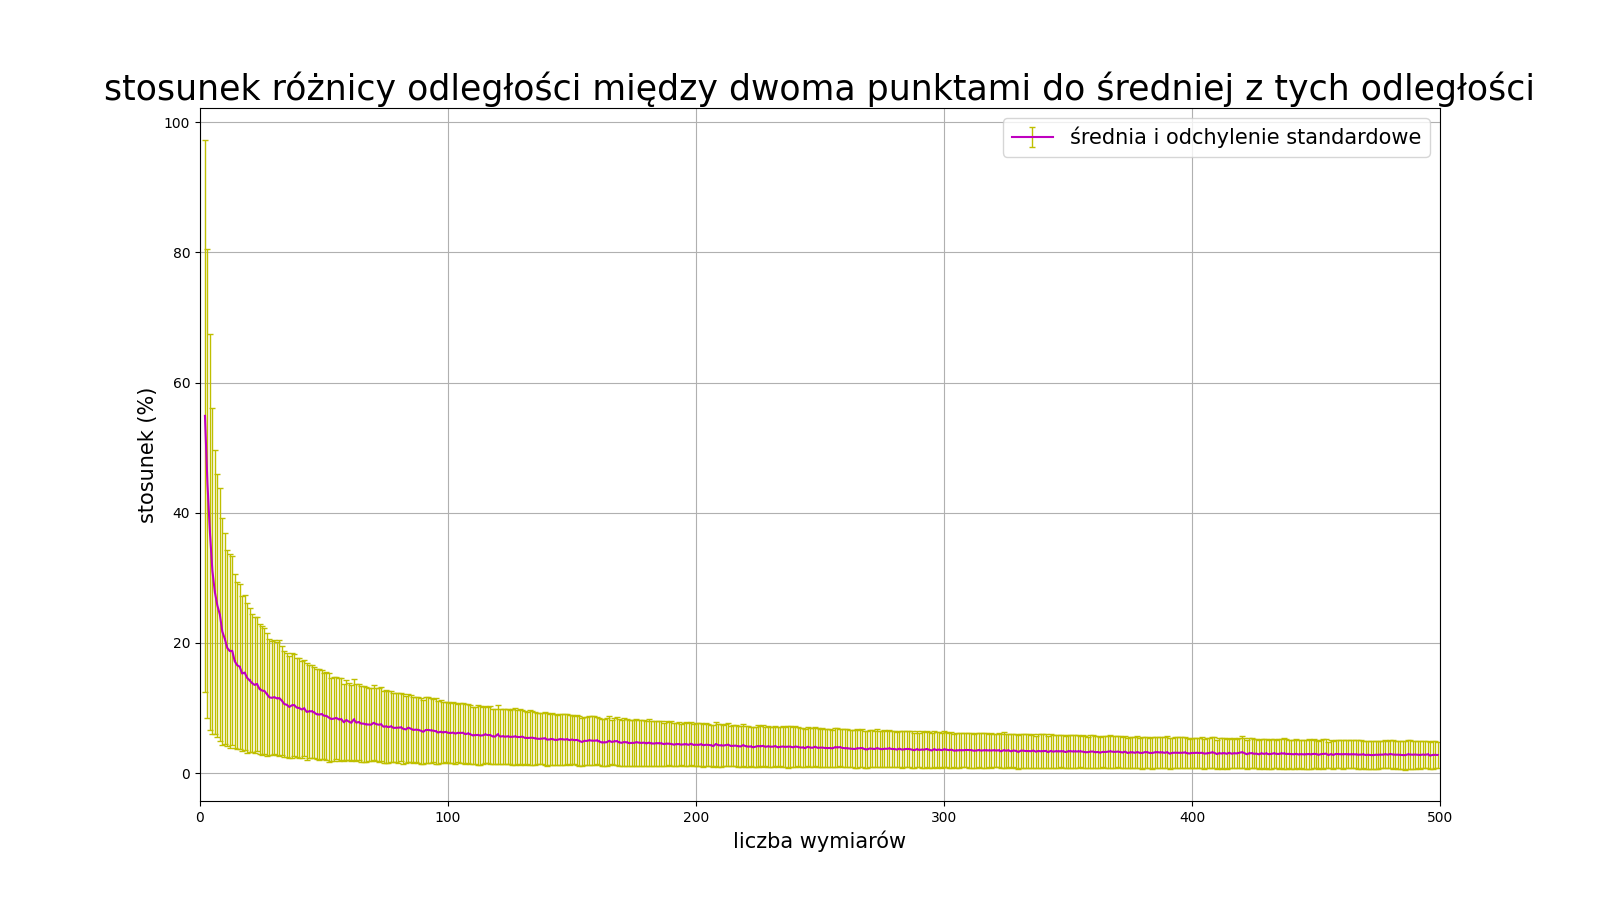 stosunek różnicy odległości między dwoma punktami do średniej z tych odległości
średnia i odchylenie standardowe
stosunek (%)
100
80
60
40
20
0
0 100 200 300 400 500
liczba wymiarów